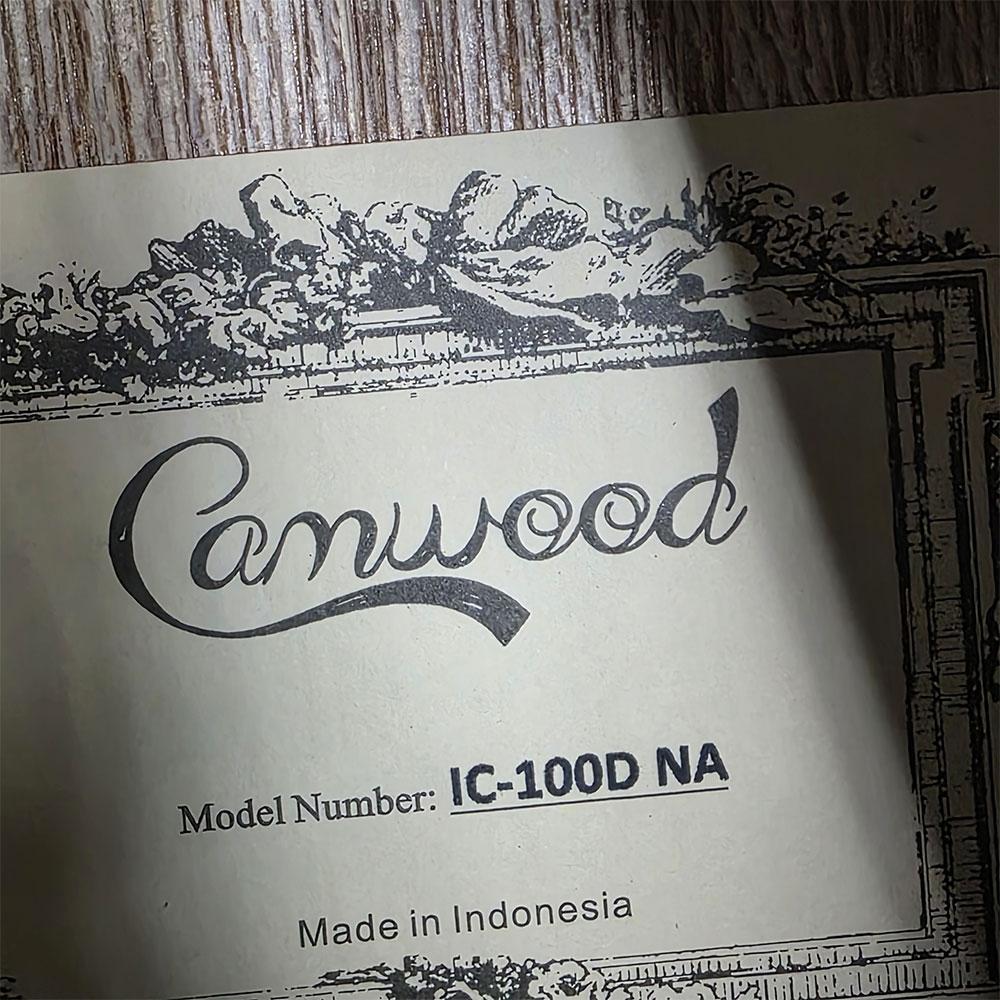 Canwood
Model Number: IC-100D NA
Made in Indonesia